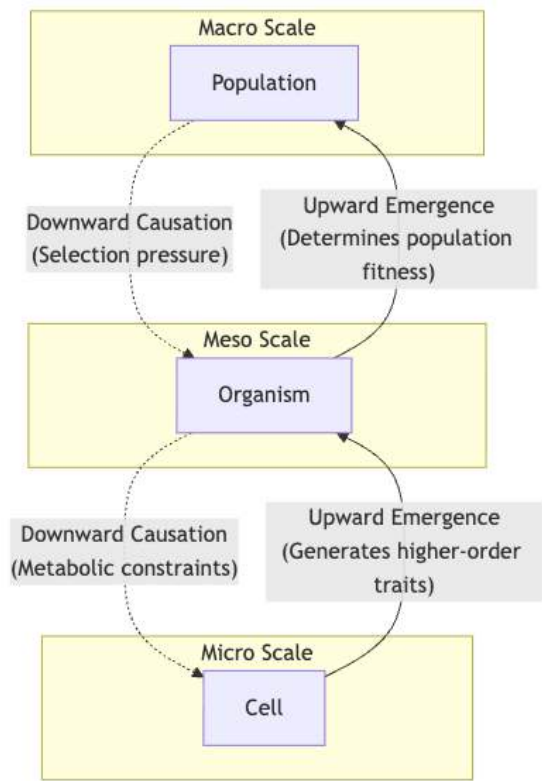 Macro Scale
Population
Downward Causation
(Selection pressure)
Upward Emergence
(Determines population
fitness)
Meso Scale
Organism
Downward Causation
(Metabolic constraints)
Upward Emergence
(Generates higher-order
traits)
Micro Scale
Cell